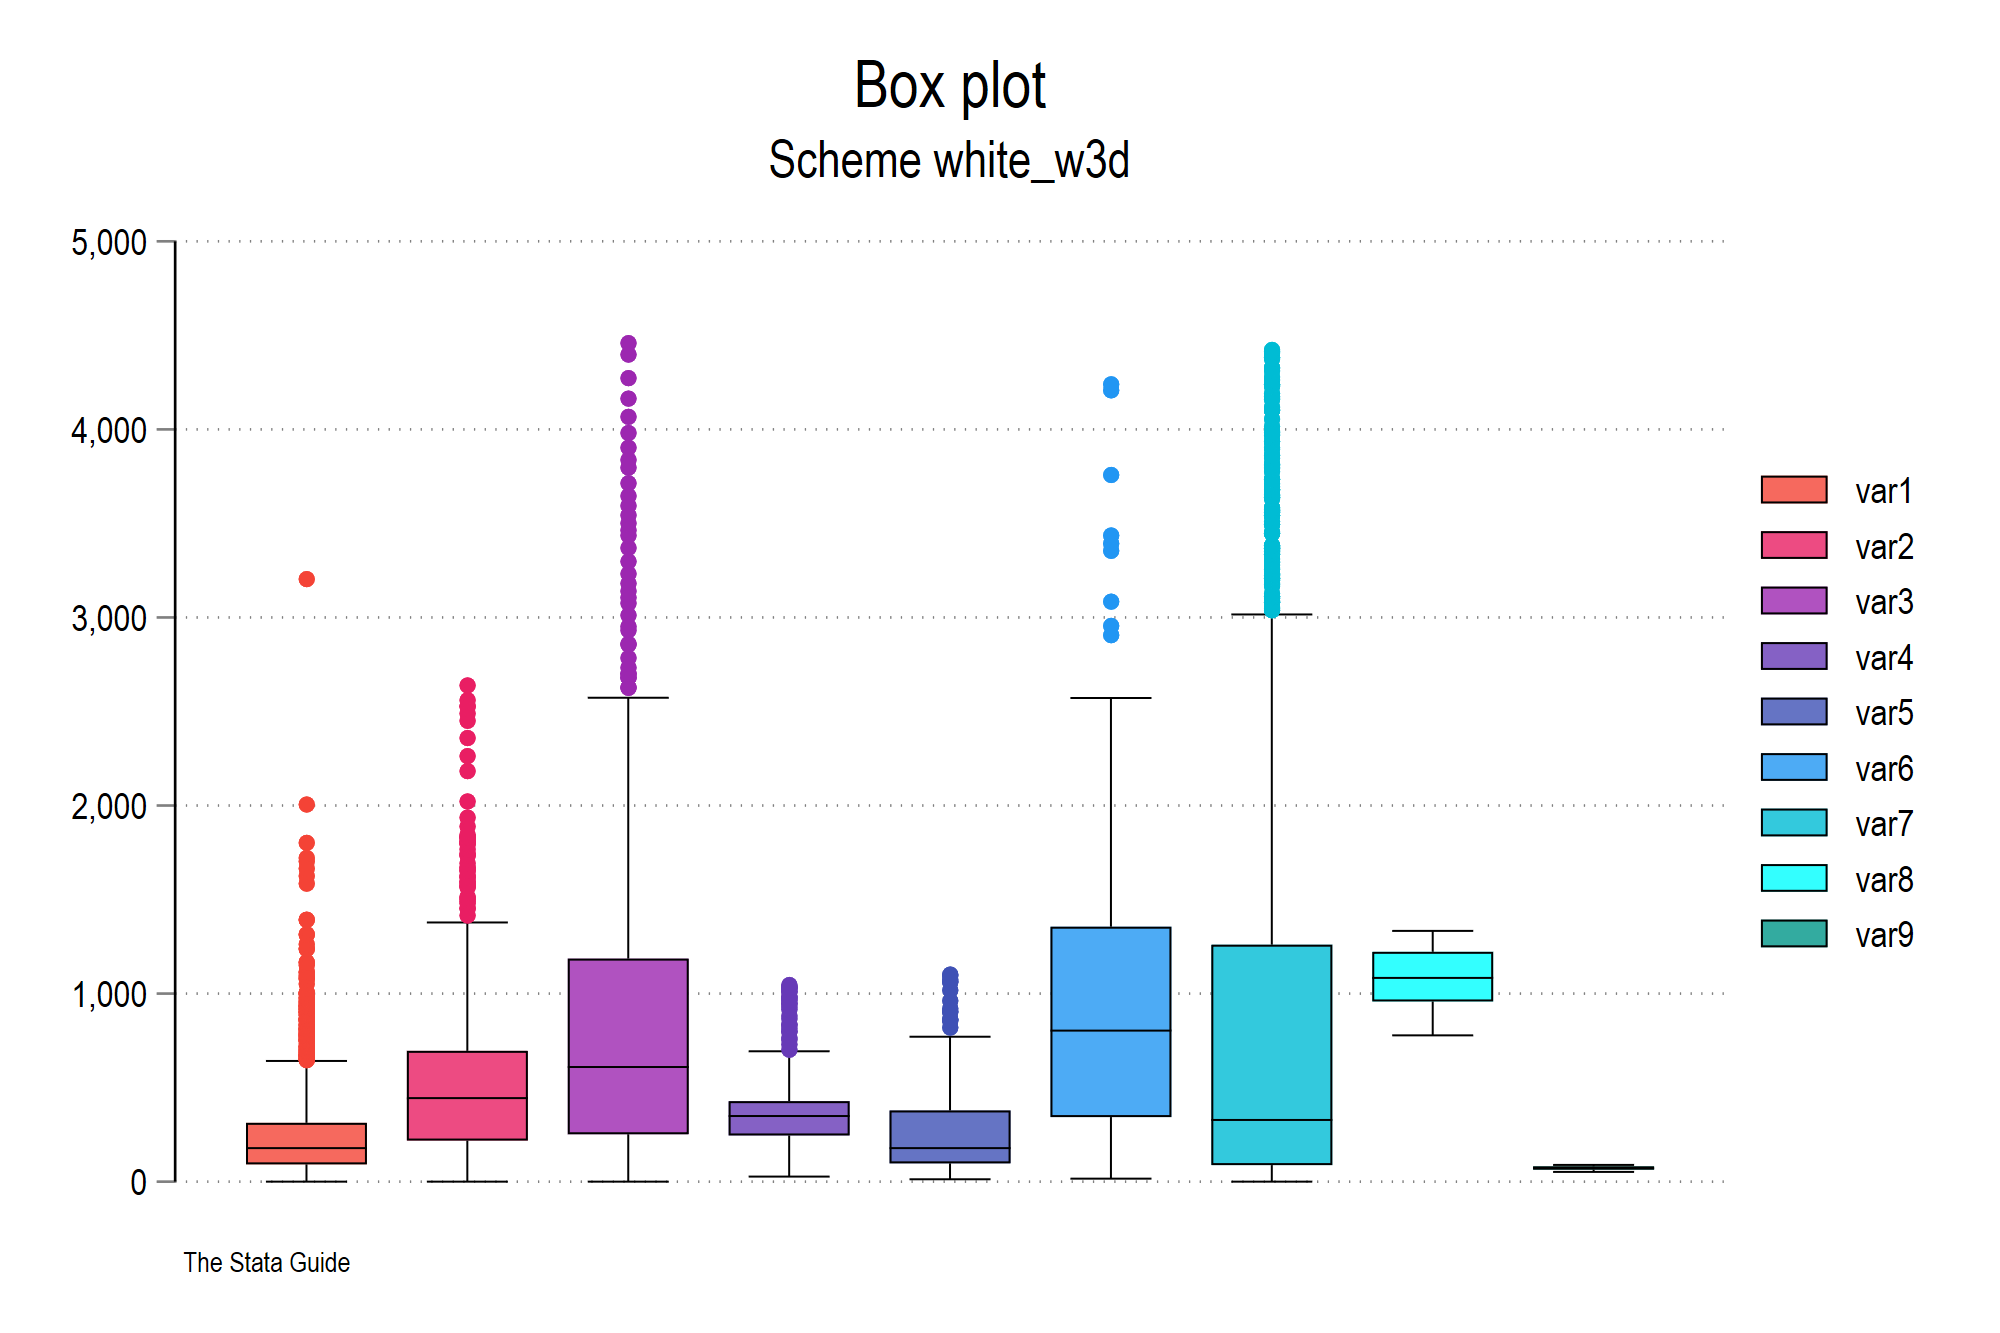 Box plot
Scheme white_w3d
5,000
4,000
3,000
2,000
1,000
0
var1
var2
var3
var4
var5
var6
var7
var8
var9
The Stata Guide